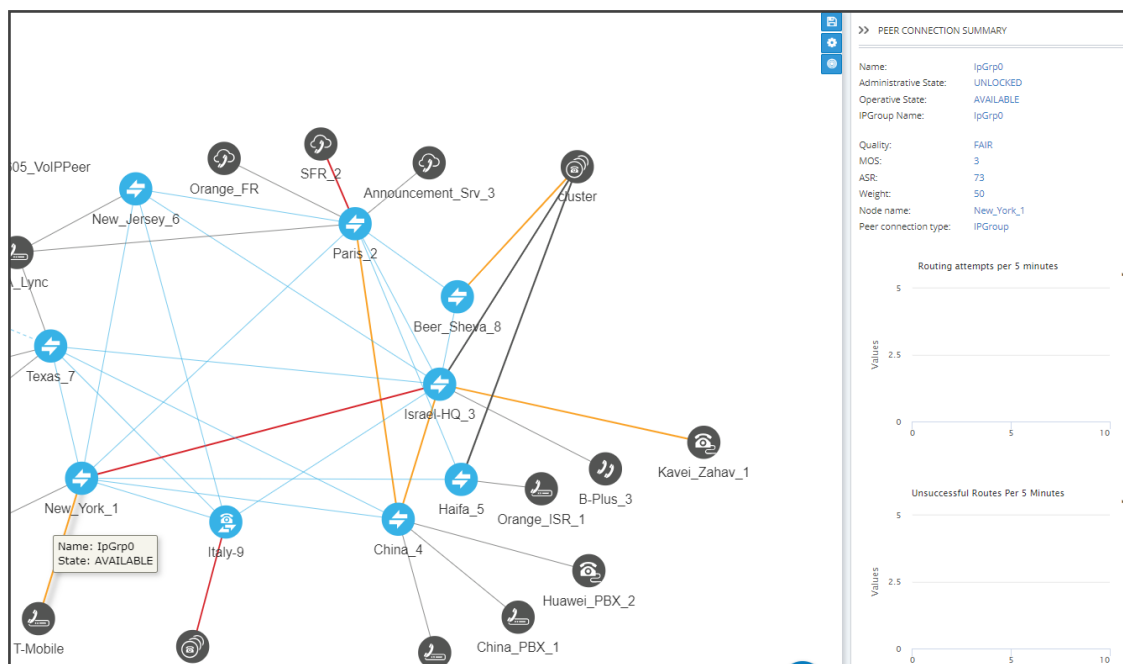 05_VoIPPeer
New_Jersey_6
Orange_FR
SFR_2
Announcement_Srv_3
cluster
Paris_2
_Lync
Beer_Sheva_8
Texas_7
Israel-HQ_3
Kavei_Zahav_1
B-Plus_3
New_York_1
Haifa_5
Orange_ISR_1
Italy-9
China_4
Name: IpGrp0
State: AVAILABLE
Huawei_PBX_2
China_PBX_1
T-Mobile
PEER CONNECTION SUMMARY
Name: IpGrp0
Administrative State: UNLOCKED
Operative State: AVAILABLE
IPGroup Name: IpGrp0
Quality: FAIR
MOS: 3
ASR: 73
Weight: 50
Node name: New_York_1
Peer connection type: IPGroup
Routing attempts per 5 minutes
5
Values
2.5
0
0 5 10
Unsuccessful Routes Per 5 Minutes
5
Values
2.5
0
0 5 10